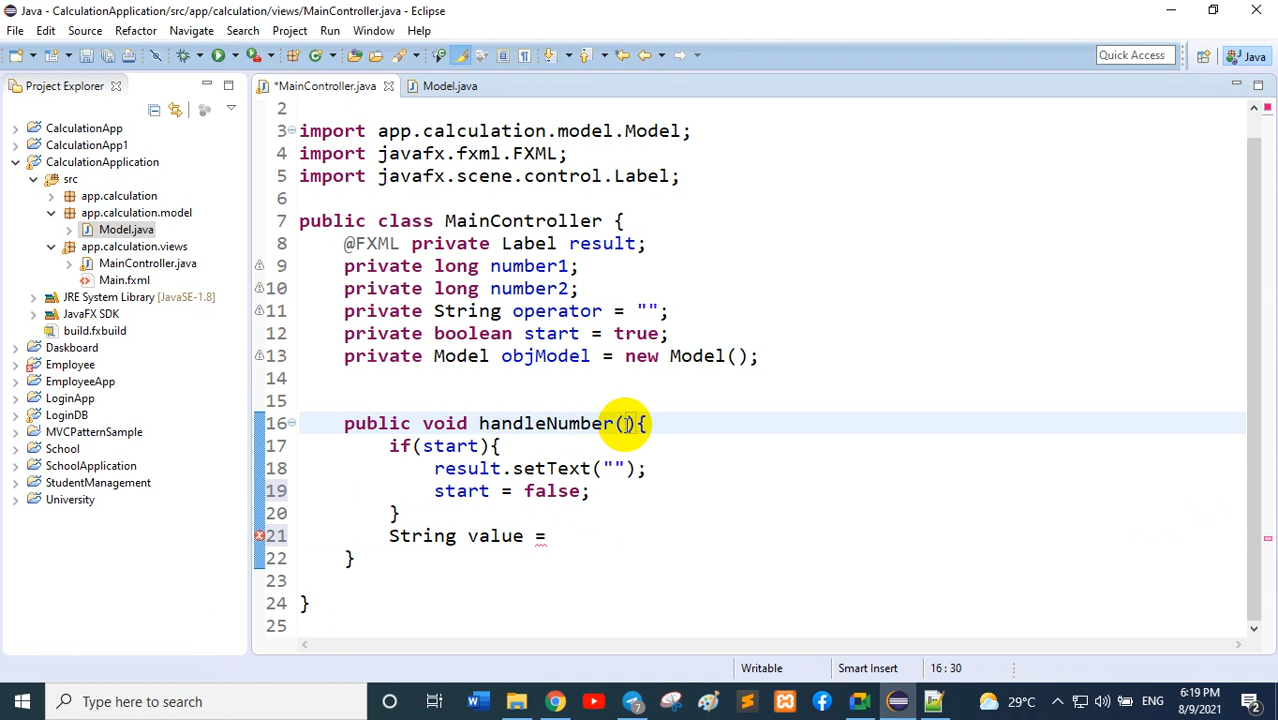 Java - CalculationApplication/src/app/calculation/views/MainController.java - Eclipse
File Edit Source Refactor Navigate Search Project Run Window Help
Quick Access
Java
Project Explorer
*MainController.java
Model.java
CalculationApp
CalculationApp1
CalculationApplication
src
app.calculation
app.calculation.model
Model.java
app.calculation.views
MainController.java
Main.fxml
JRE System Library [JavaSE-1.8]
JavaFX SDK
build.fxbuild
Daskboard
Employee
EmployeeApp
LoginApp
LoginDB
MVCPatternSample
School
SchoolApplication
StudentManagement
University
2
3 import app.calculation.model.Model;
4 import javafx.fxml.FXML;
5 import javafx.scene.control.Label;
6
7 public class MainController {
8 @FXML private Label result;
9 private long number1;
10 private long number2;
11 private String operator = "";
12 private boolean start = true;
13 private Model objModel = new Model();
14
15
16 public void handleNumber(){
17 if(start){
18 result.setText("");
19 start = false;
20 }
21 String value =
22 }
23
24 }
25
Writable
Smart Insert
16 : 30
Type here to search
7
29°C
ENG
6:19 PM
8/9/2021
2